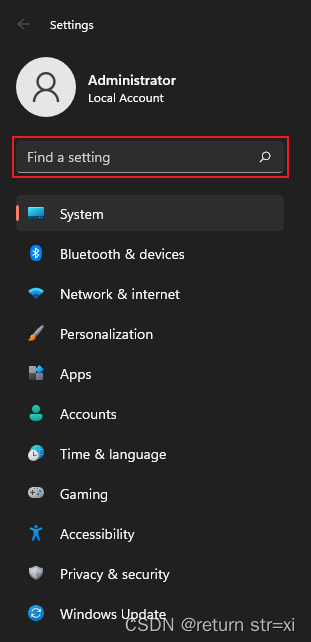 Settings
Administrator
Local Account
Find a setting
System
Bluetooth & devices
Network & internet
Personalization
Apps
Accounts
Time & language
Gaming
Accessibility
Privacy & security
Windows Update
CSDN @return str=xi